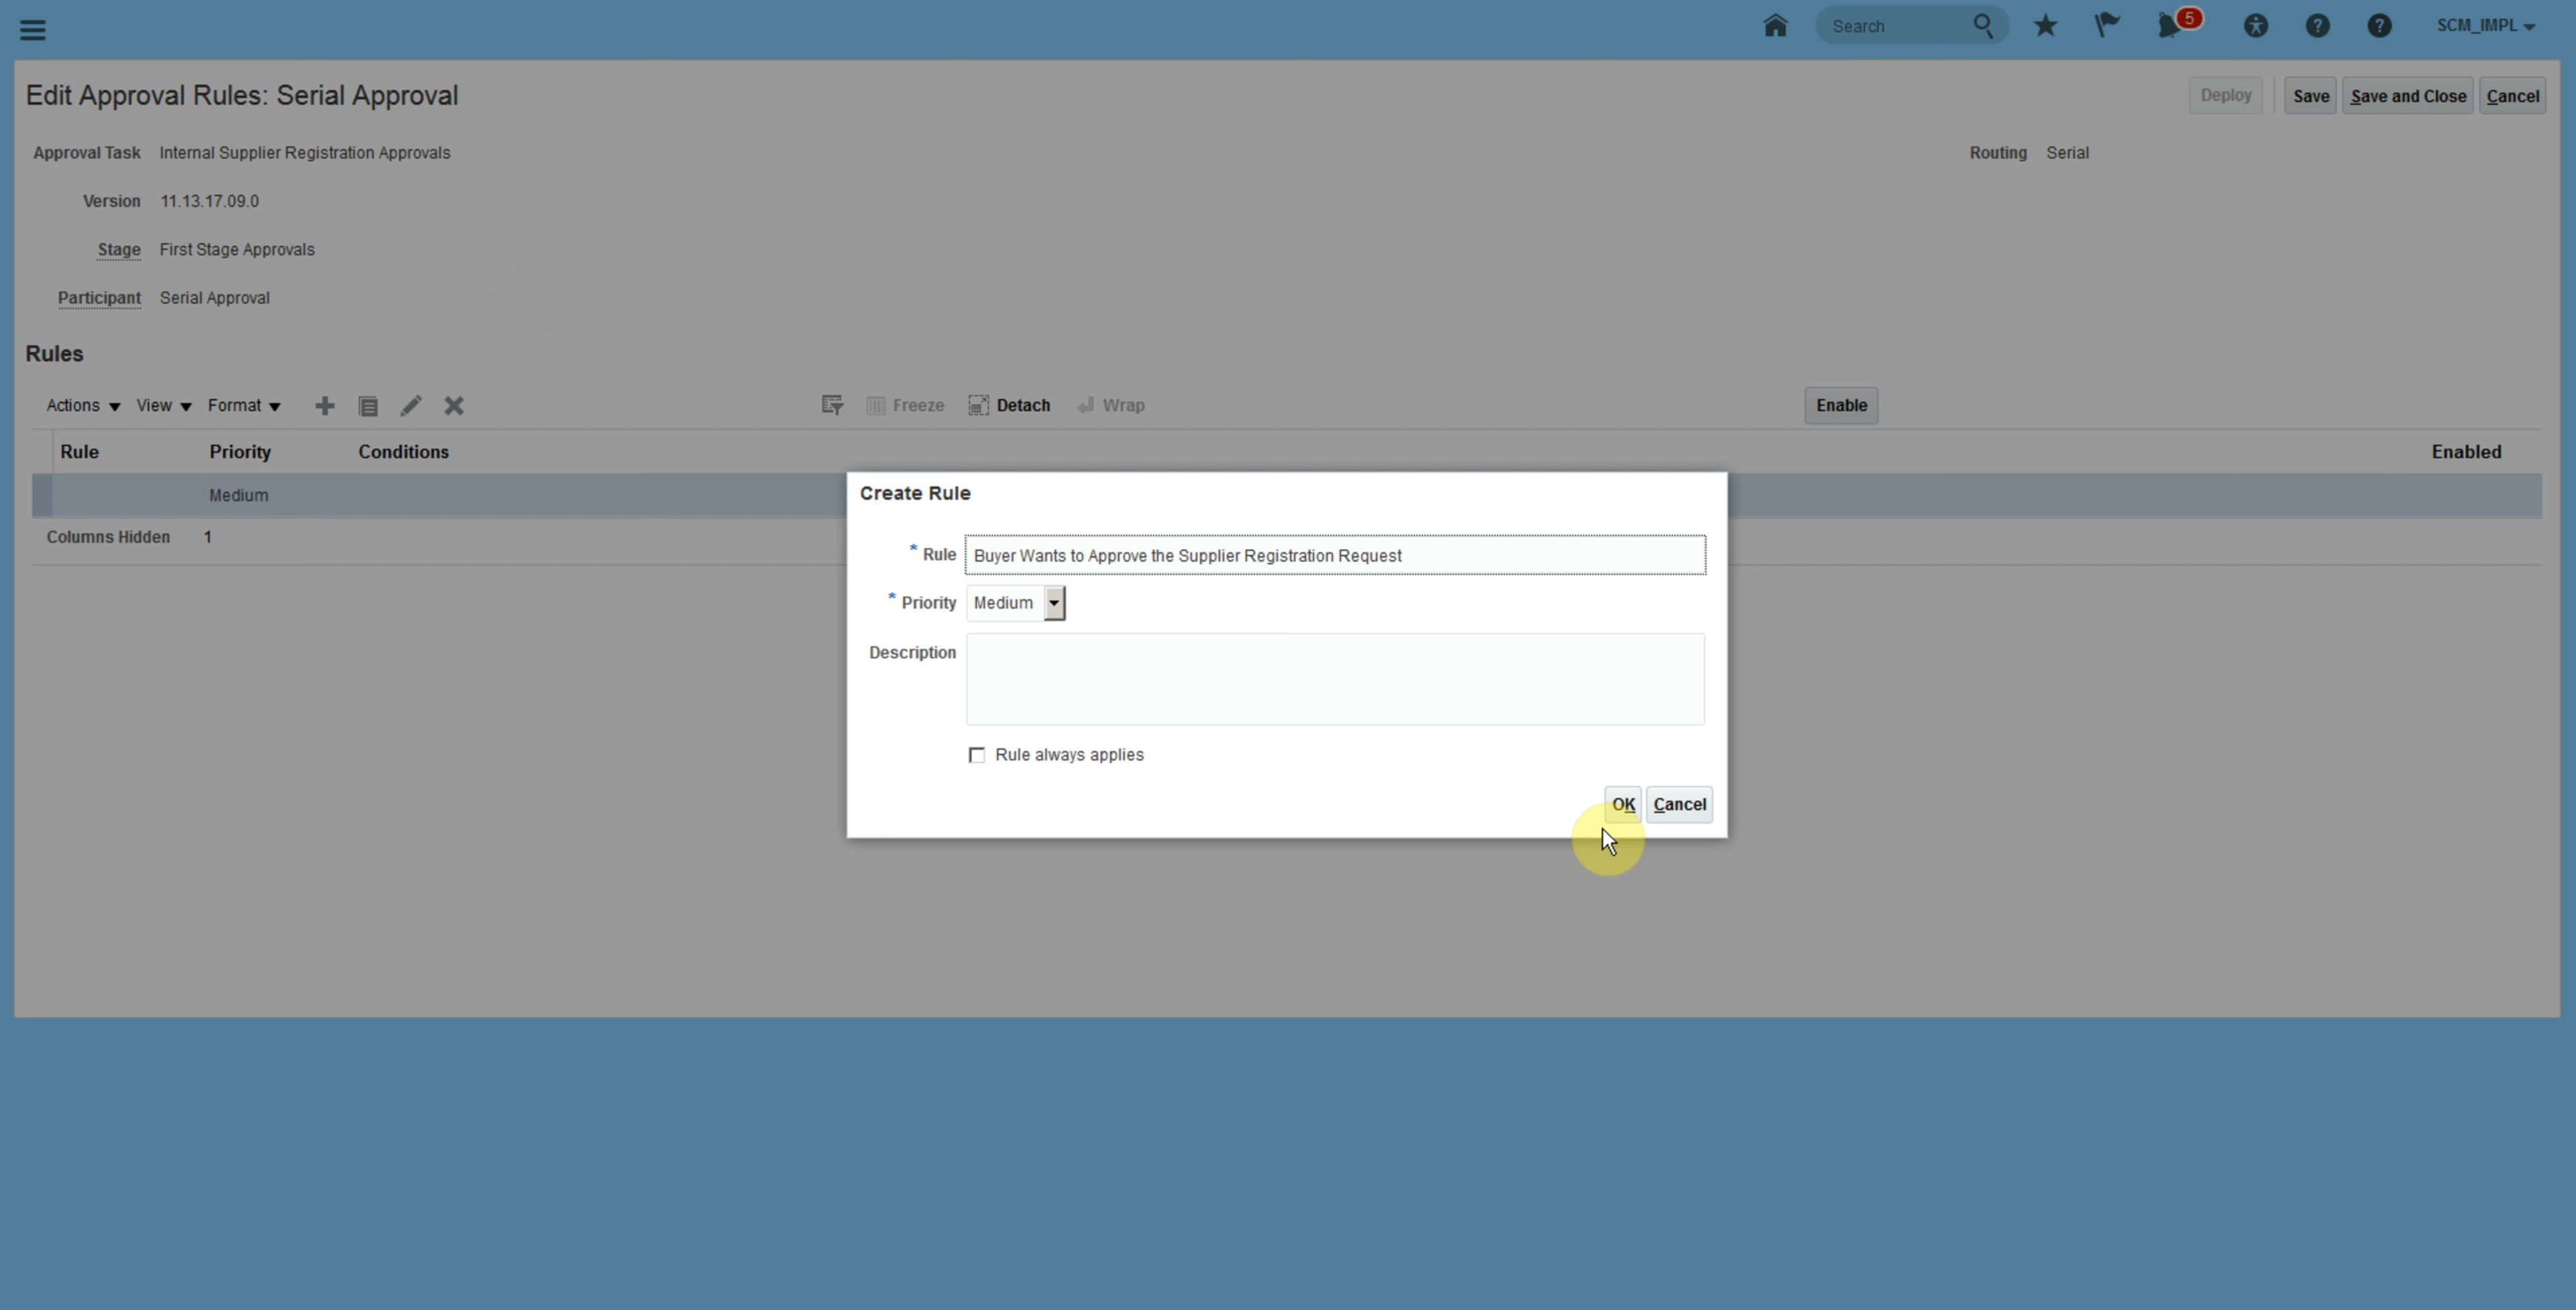 Search
5
SCM_IMPL
Edit Approval Rules: Serial Approval
Deploy Save Save and Close Cancel
Approval Task Internal Supplier Registration Approvals
Routing Serial
Version 11.13.17.09.0
Stage First Stage Approvals
Participant Serial Approval
Rules
Actions View Format Freeze Detach Wrap Enable
Rule Priority Conditions Enabled
Medium
Columns Hidden 1
Create Rule
* Rule Buyer Wants to Approve the Supplier Registration Request
* Priority Medium
Description
Rule always applies
OK Cancel